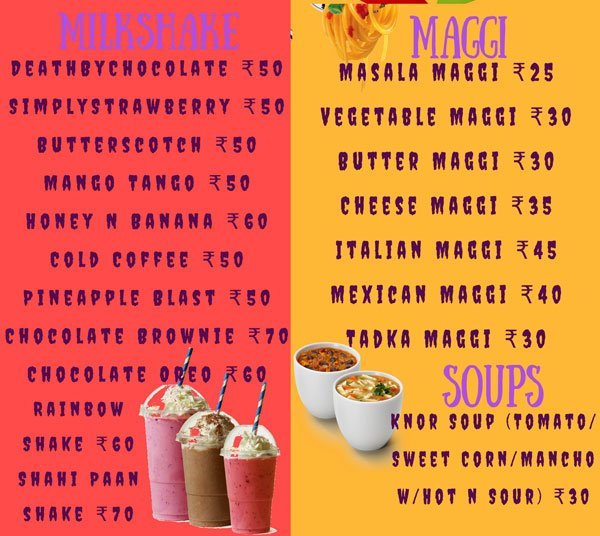 MILKSHAKE
DEATHBYCHOCOLATE ₹50
SIMPLYSTRAWBERRY ₹50
BUTTERSCOTCH ₹50
MANGO TANGO ₹50
HONEY N BANANA ₹60
COLD COFFEE ₹50
PINEAPPLE BLAST ₹50
CHOCOLATE BROWNIE ₹70
CHOCOLATE OREO ₹60
RAINBOW
SHAKE ₹60
SHAHI PAAN
SHAKE ₹70
MAGGI
MASALA MAGGI ₹25
VEGETABLE MAGGI ₹30
BUTTER MAGGI ₹30
CHEESE MAGGI ₹35
ITALIAN MAGGI ₹45
MEXICAN MAGGI ₹40
TADKA MAGGI ₹30
SOUPS
KNOR SOUP (TOMATO/
SWEET CORN/MANCHO
W/HOT N SOUR) ₹30